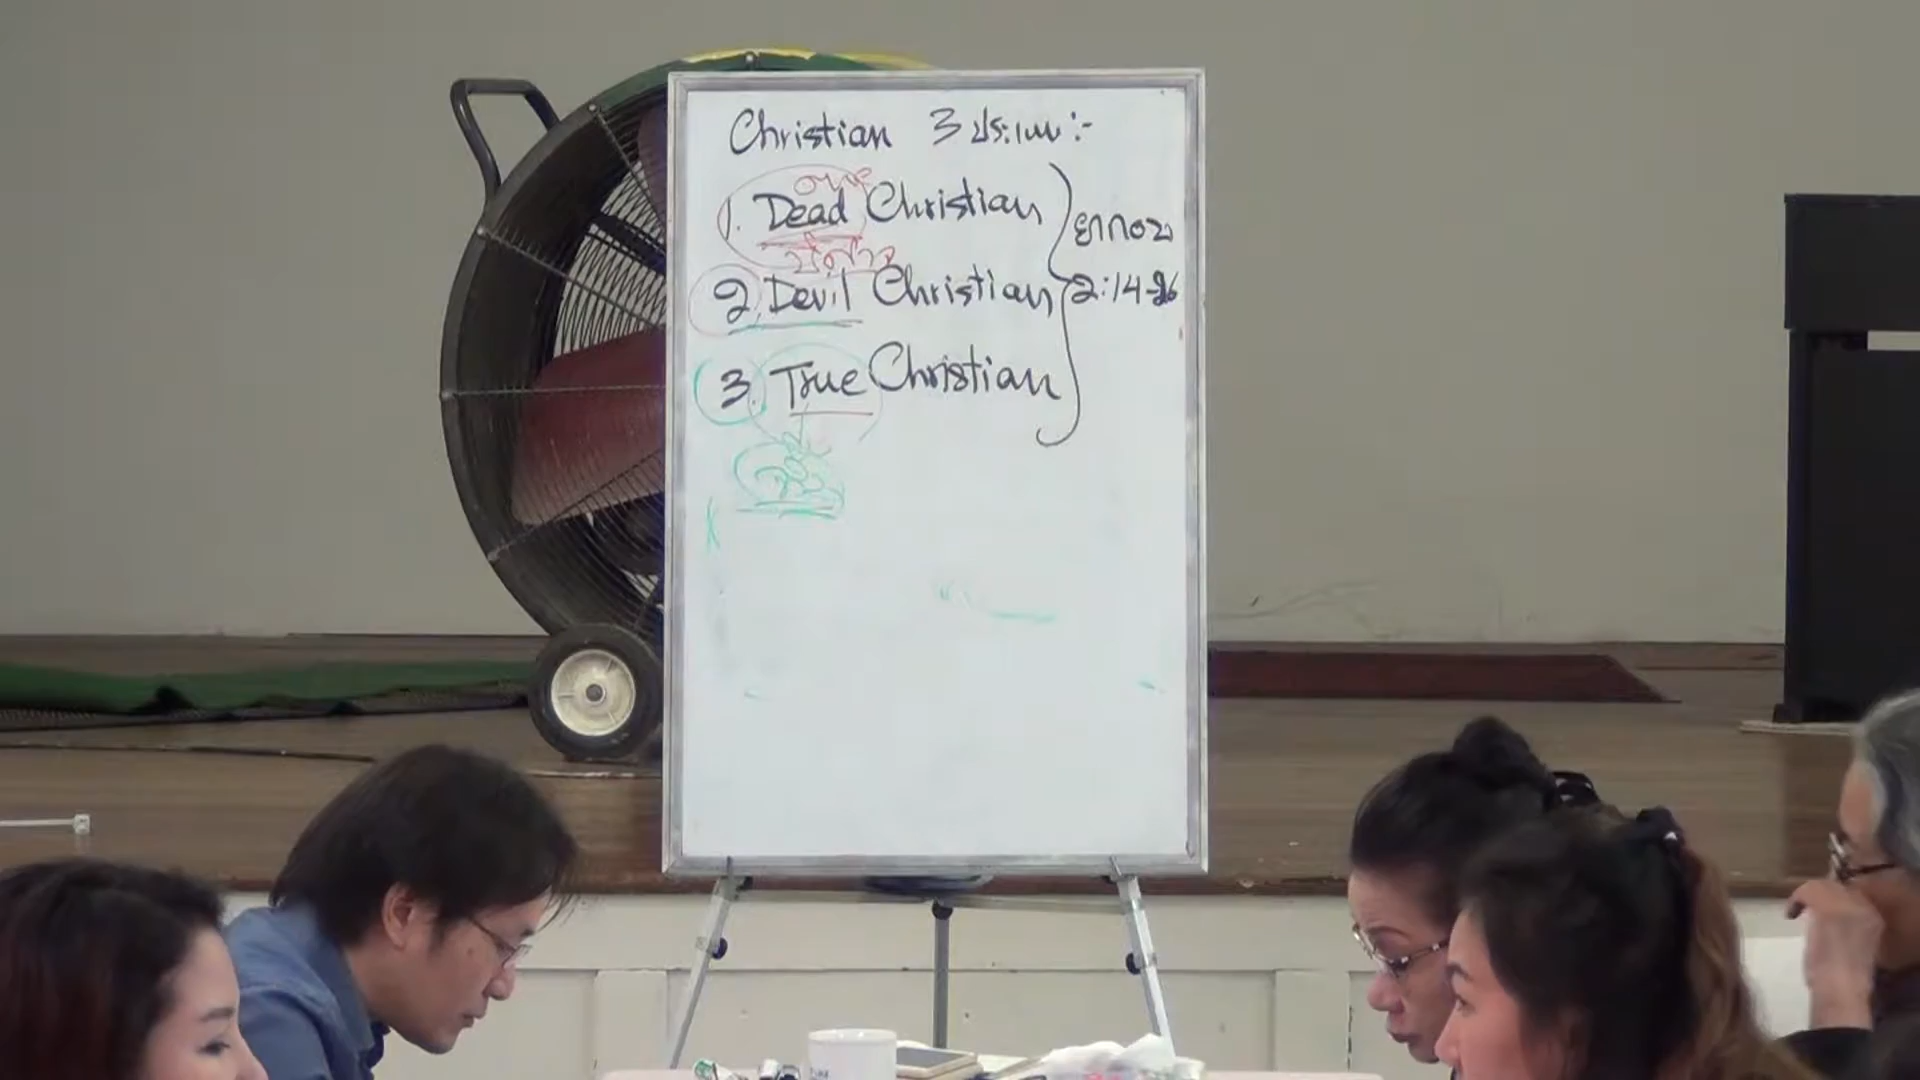 Christian 3 ประเภท :-
1. Dead Christian
2. Devil Christian
3. True Christian
ยากอบ
2:14-26